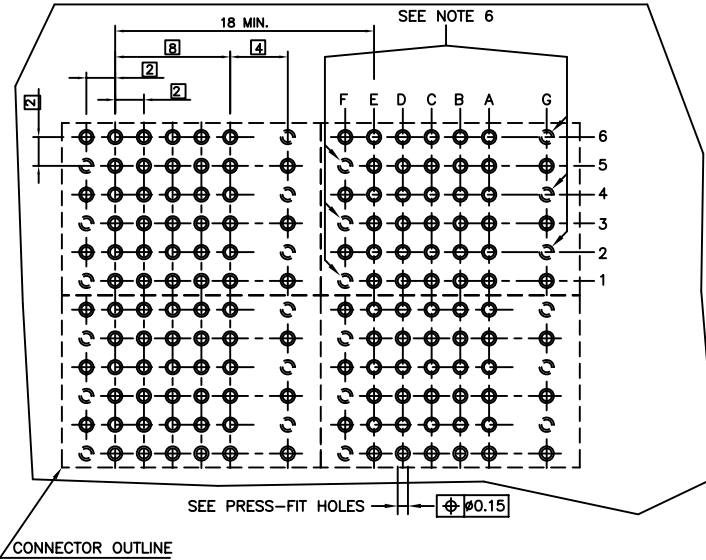 18 MIN.
SEE NOTE 6
8
4
2
2
2
F E D C B A G
6
5
4
3
2
1
SEE PRESS-FIT HOLES
⌖ ø0.15
CONNECTOR OUTLINE